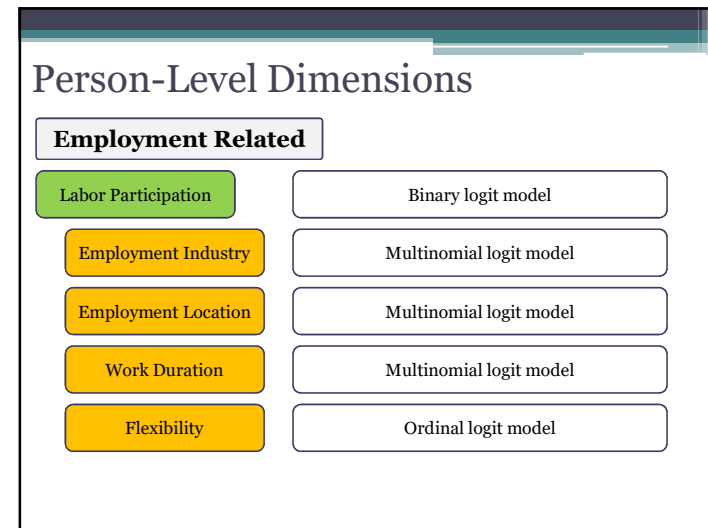 Person-Level Dimensions
Employment Related
Labor Participation
Binary logit model
Employment Industry
Multinomial logit model
Employment Location
Multinomial logit model
Work Duration
Multinomial logit model
Flexibility
Ordinal logit model